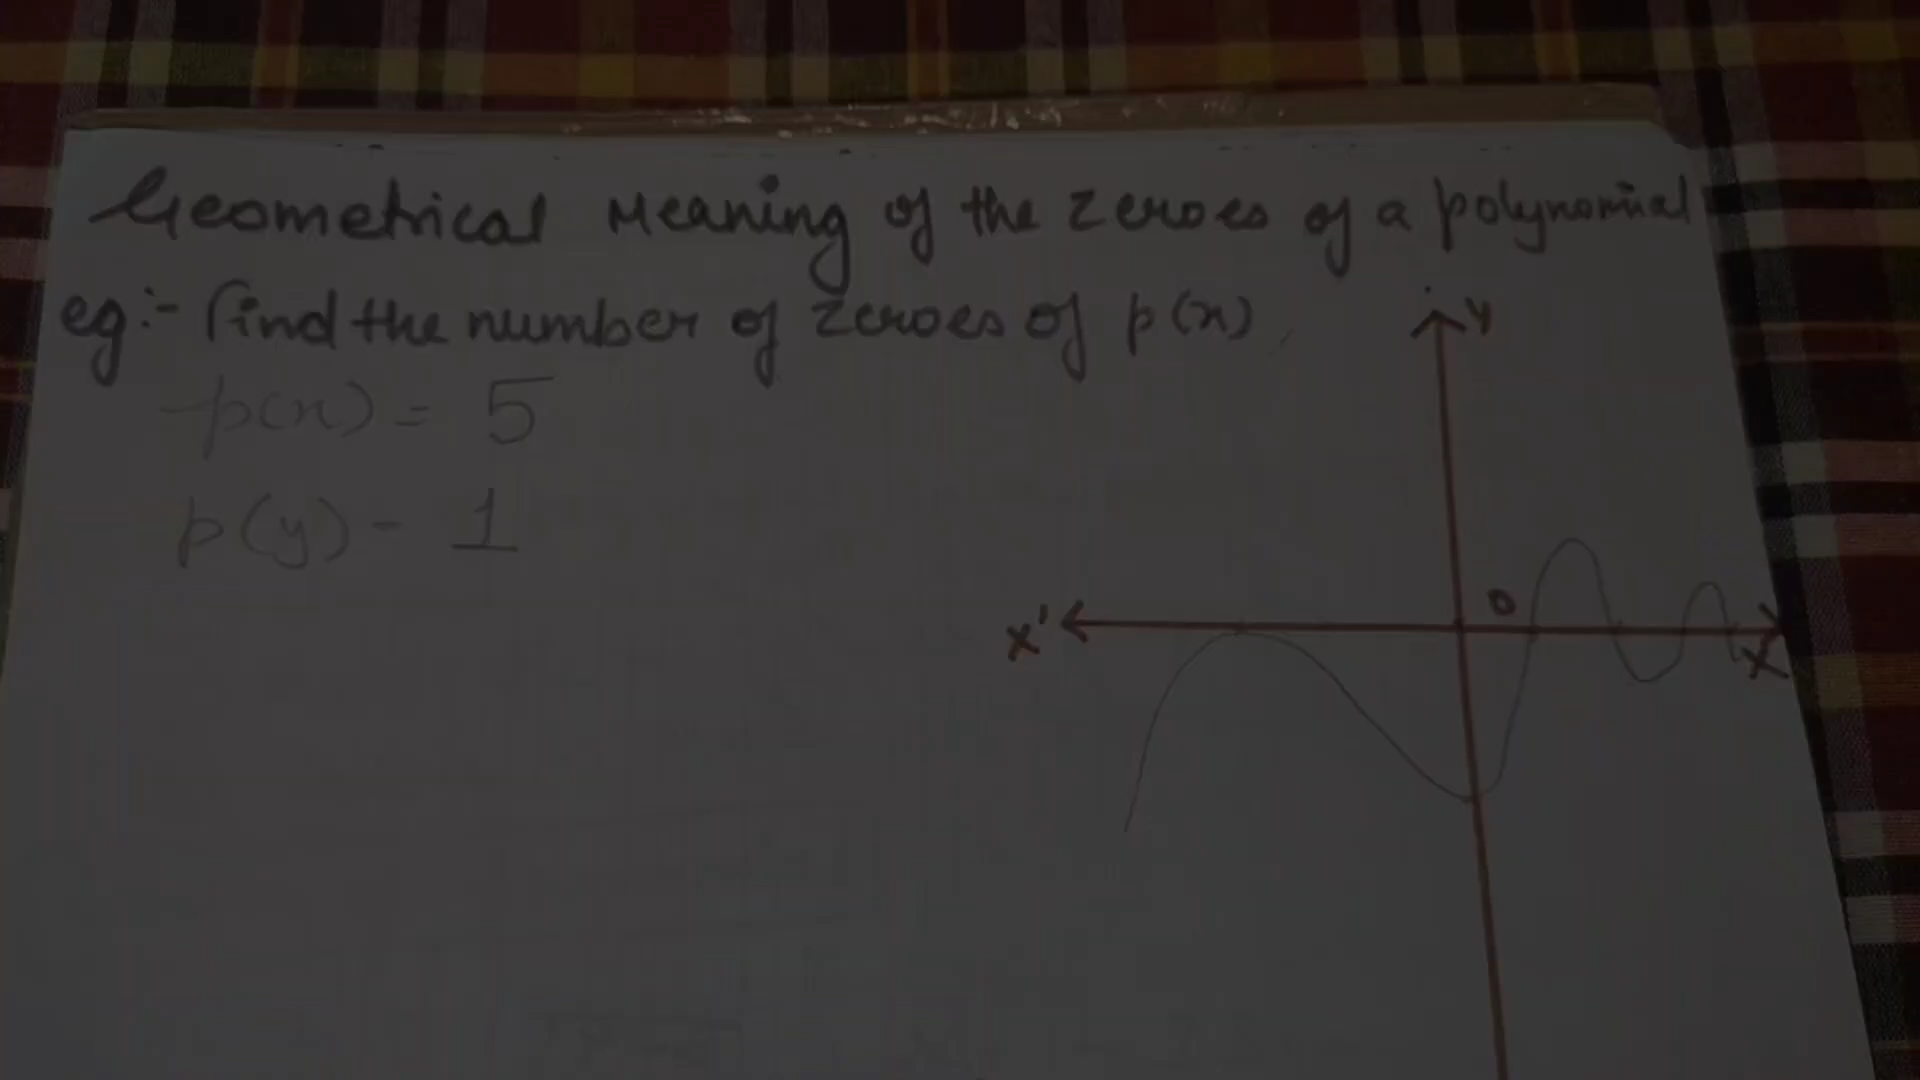 Geometrical Meaning of the zeroes of a polynomial
eg:- Find the number of zeroes of p(x)
p(x) = 5
p(y) - 1
Y
O
X'
X